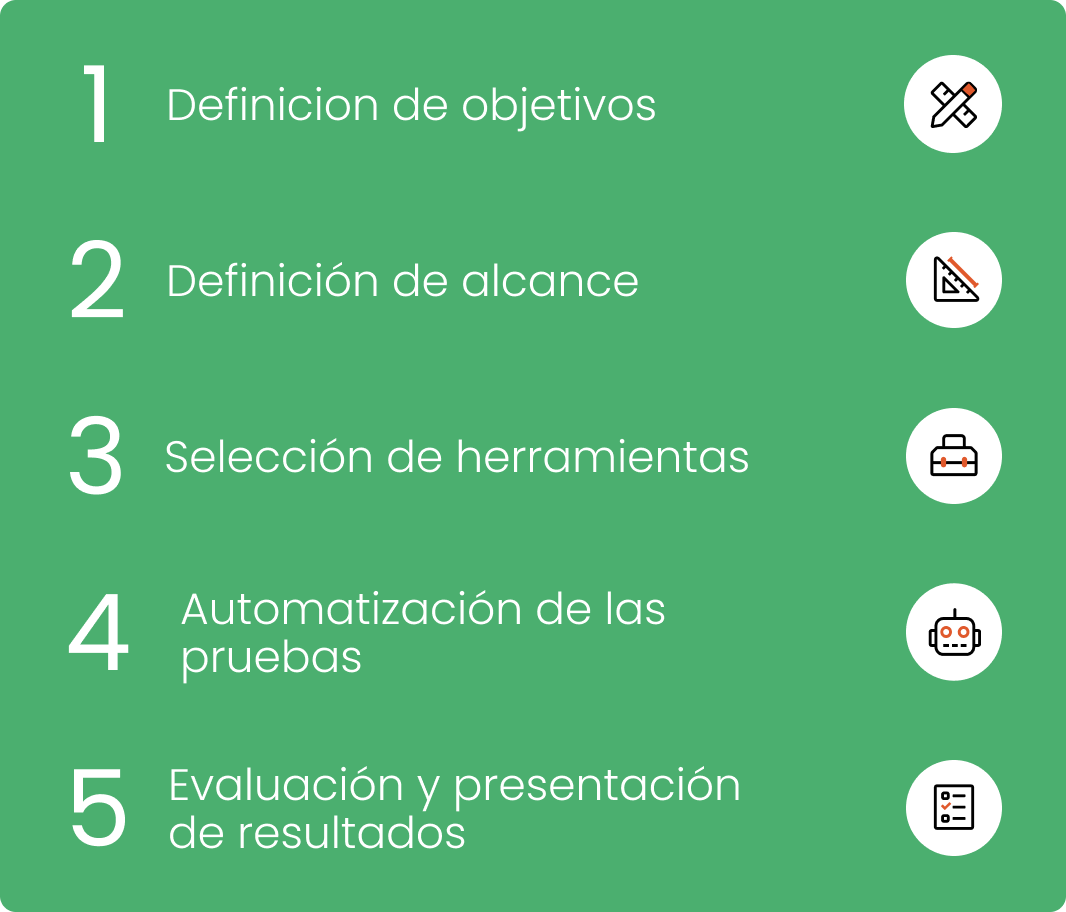 1
Definicion de objetivos
2
Definición de alcance
3
Selección de herramientas
4
Automatización de las
pruebas
5
Evaluación y presentación
de resultados